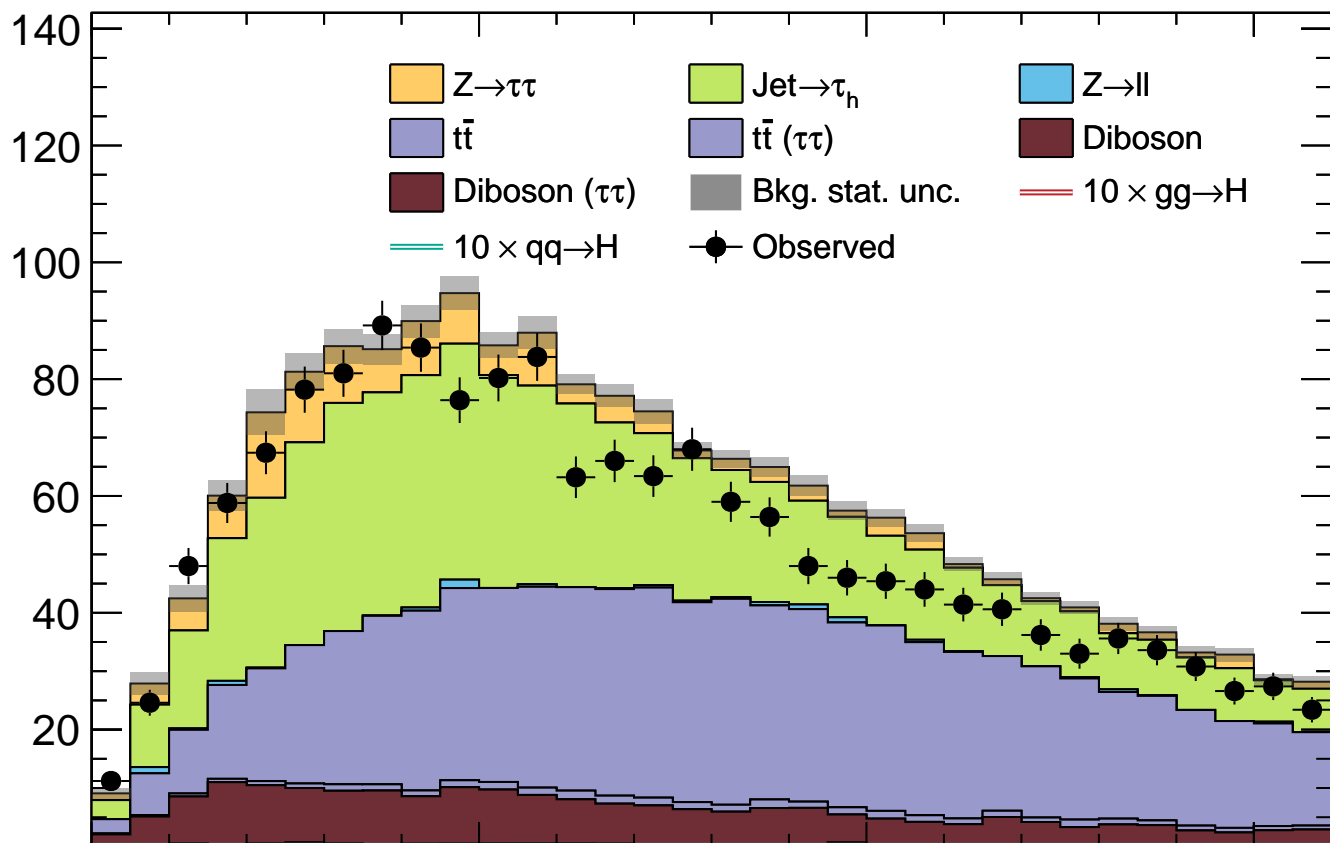 140
120
100
80
60
40
20
Z→ττ Jet→τh Z→ll
tt̄ tt̄ (ττ) Diboson
Diboson (ττ) Bkg. stat. unc. 10 × gg→H
10 × qq→H Observed